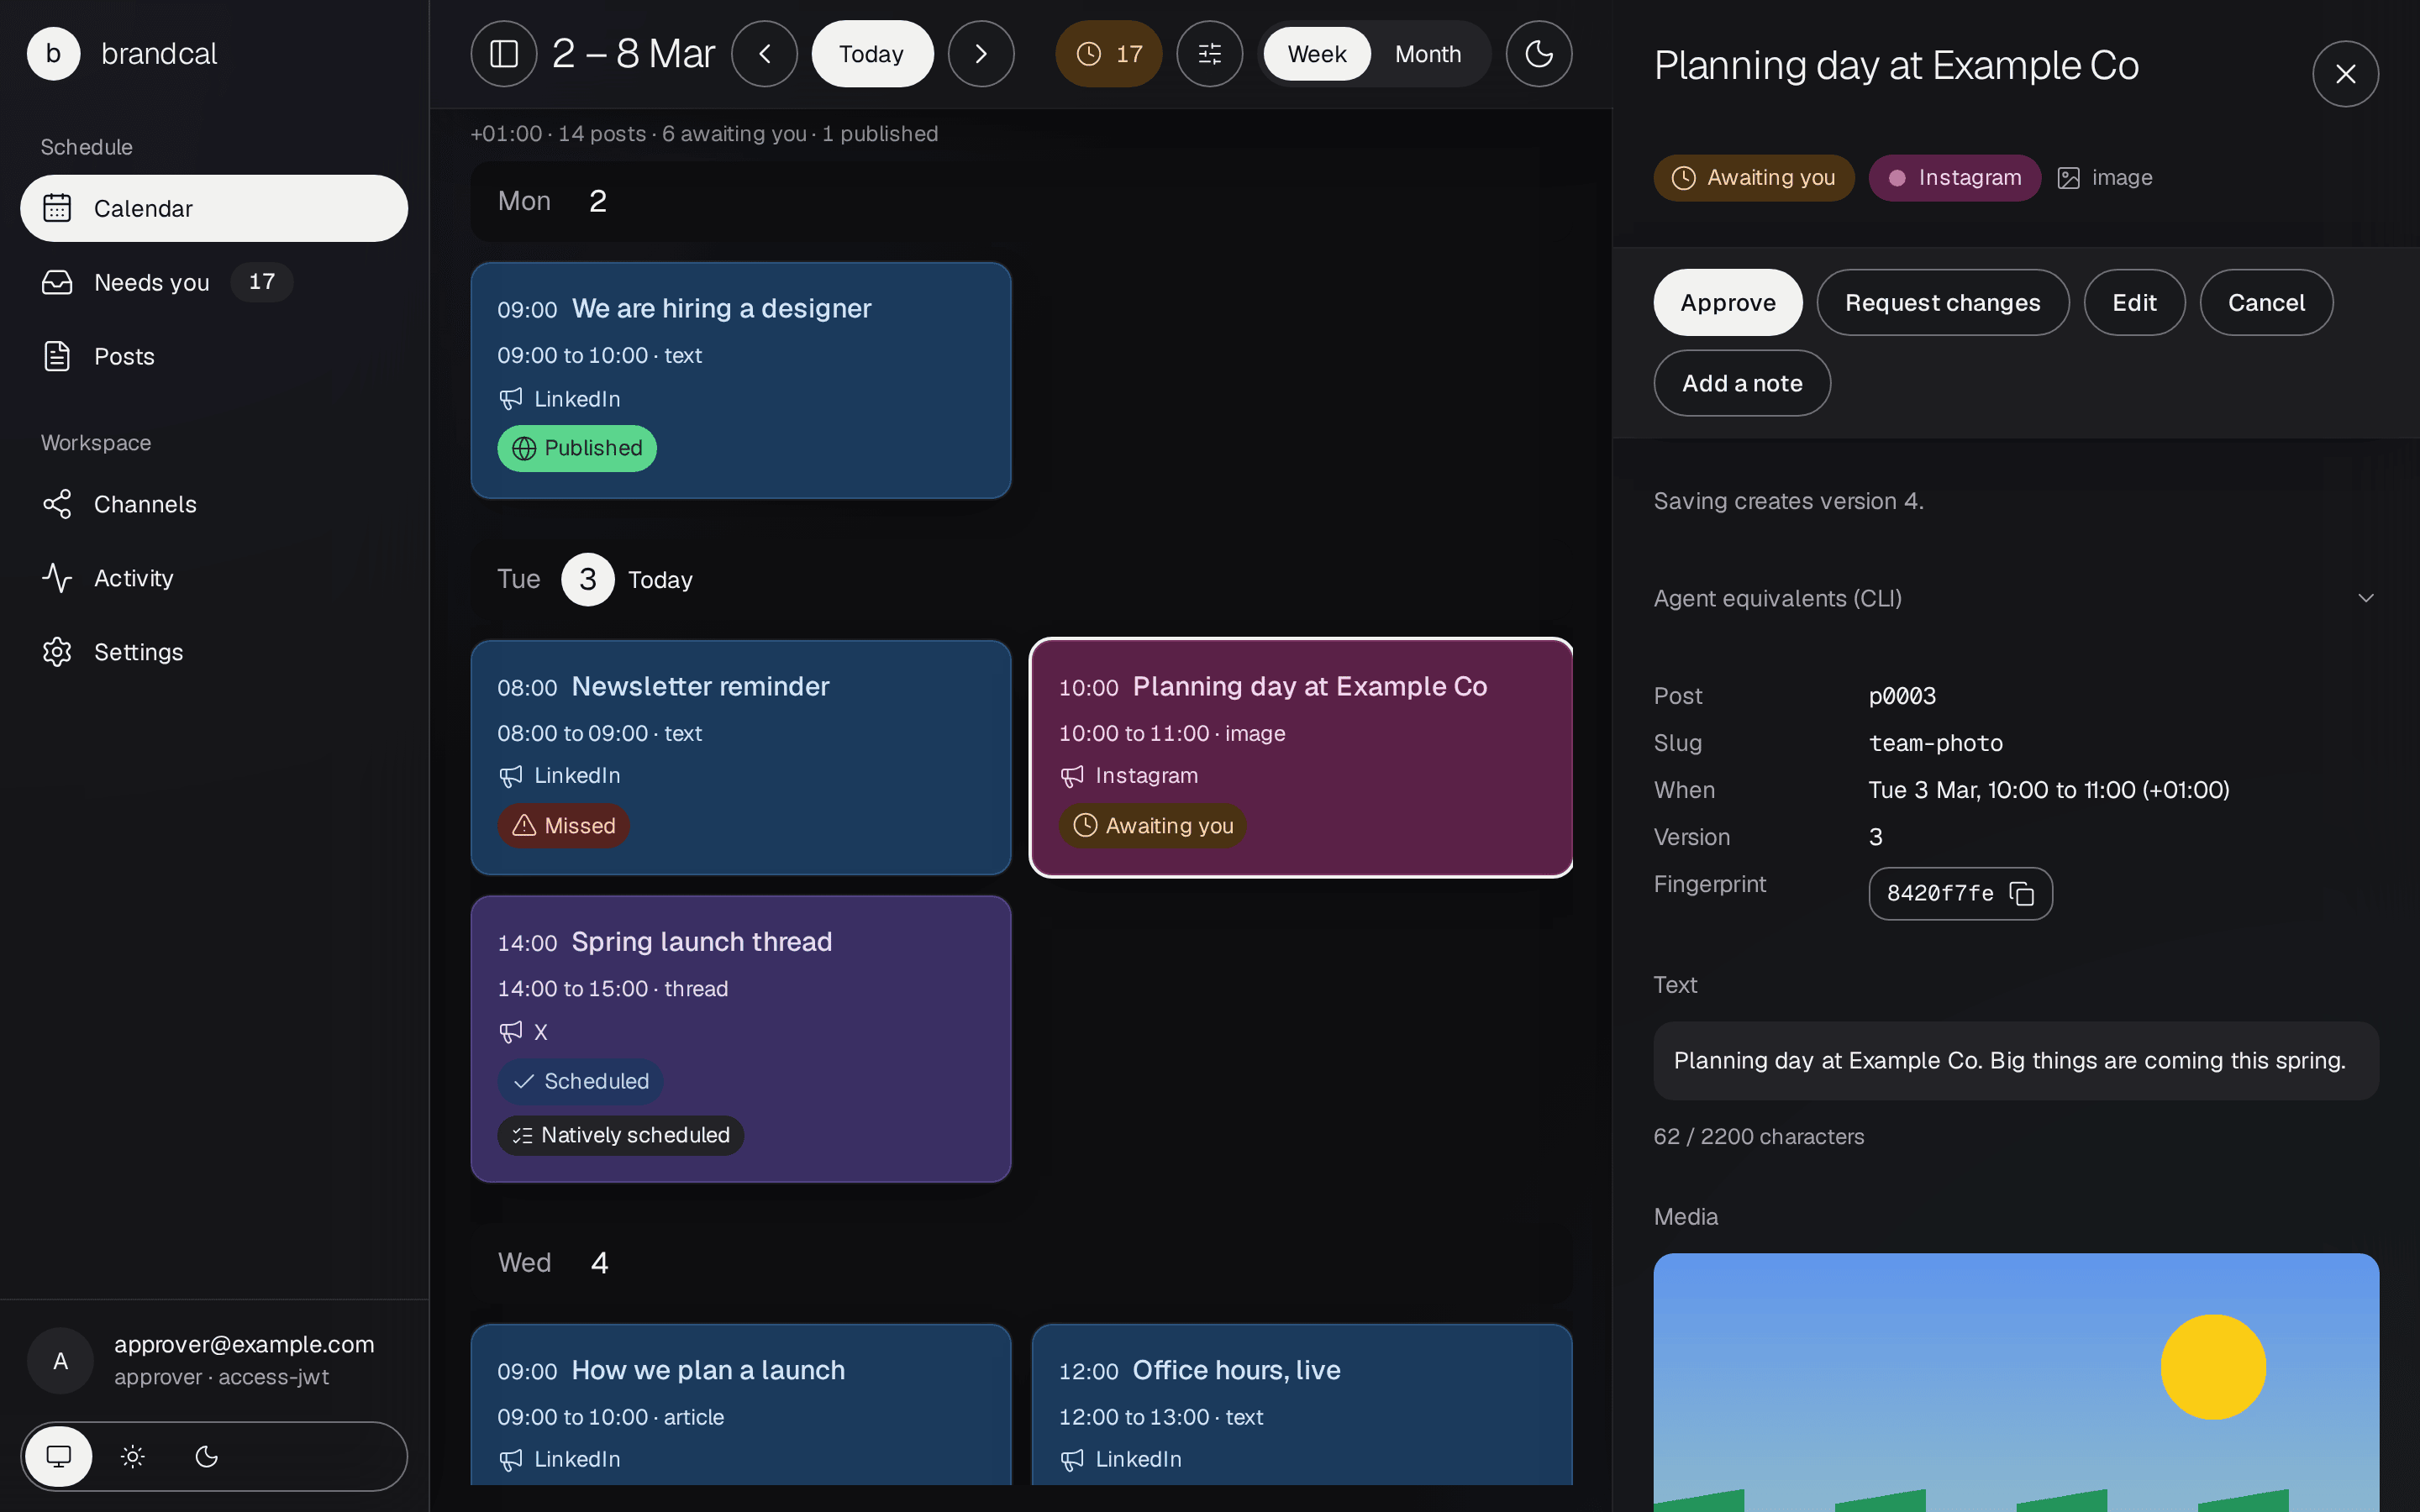 b brandcal
Schedule
Calendar
Needs you 17
Posts
Workspace
Channels
Activity
Settings
A
approver@example.com
approver · access-jwt
2 – 8 Mar
Today
17
Week
Month
+01:00 · 14 posts · 6 awaiting you · 1 published
Mon 2
09:00 We are hiring a designer
09:00 to 10:00 · text
LinkedIn
Published
Tue 3 Today
08:00 Newsletter reminder
08:00 to 09:00 · text
LinkedIn
Missed
10:00 Planning day at Example Co
10:00 to 11:00 · image
Instagram
Awaiting you
14:00 Spring launch thread
14:00 to 15:00 · thread
X
Scheduled
Natively scheduled
Wed 4
09:00 How we plan a launch
09:00 to 10:00 · article
LinkedIn
12:00 Office hours, live
12:00 to 13:00 · text
LinkedIn
Planning day at Example Co
Awaiting you
Instagram
image
Approve
Request changes
Edit
Cancel
Add a note
Saving creates version 4.
Agent equivalents (CLI)
Post p0003
Slug team-photo
When Tue 3 Mar, 10:00 to 11:00 (+01:00)
Version 3
Fingerprint 8420f7fe
Text
Planning day at Example Co. Big things are coming this spring.
62 / 2200 characters
Media